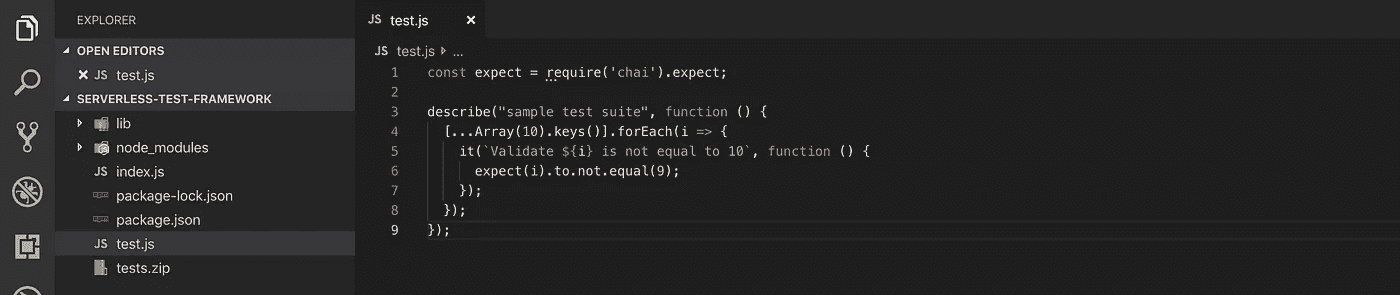 EXPLORER
OPEN EDITORS
JS test.js
SERVERLESS-TEST-FRAMEWORK
lib
node_modules
JS index.js
package-lock.json
package.json
JS test.js
tests.zip
JS test.js
JS test.js ...
1 const expect = require('chai').expect;
2
3 describe("sample test suite", function () {
4 [...Array(10).keys()].forEach(i => {
5 it(`Validate ${i} is not equal to 10`, function () {
6 expect(i).to.not.equal(9);
7 });
8 });
9 });